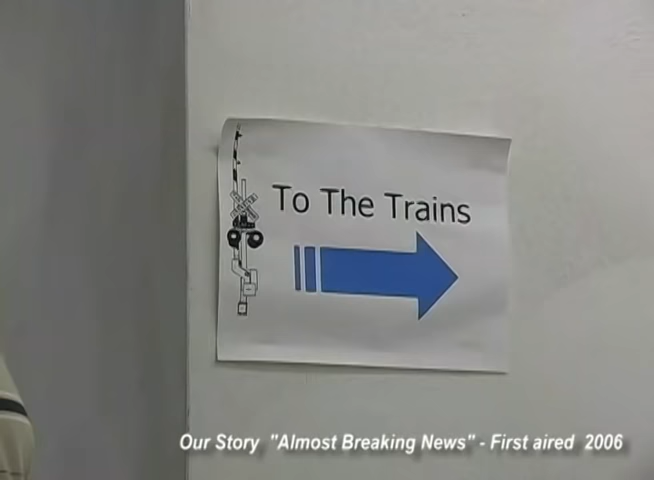 To The Trains
Our Story "Almost Breaking News" - First aired 2006